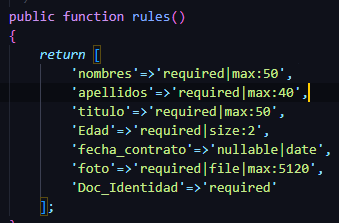 public function rules()
{
return [
'nombres'=>'required|max:50',
'apellidos'=>'required|max:40',
'titulo'=>'required|max:50',
'Edad'=>'required|size:2',
'fecha_contrato'=>'nullable|date',
'foto'=>'required|file|max:5120',
'Doc_Identidad'=>'required'
];